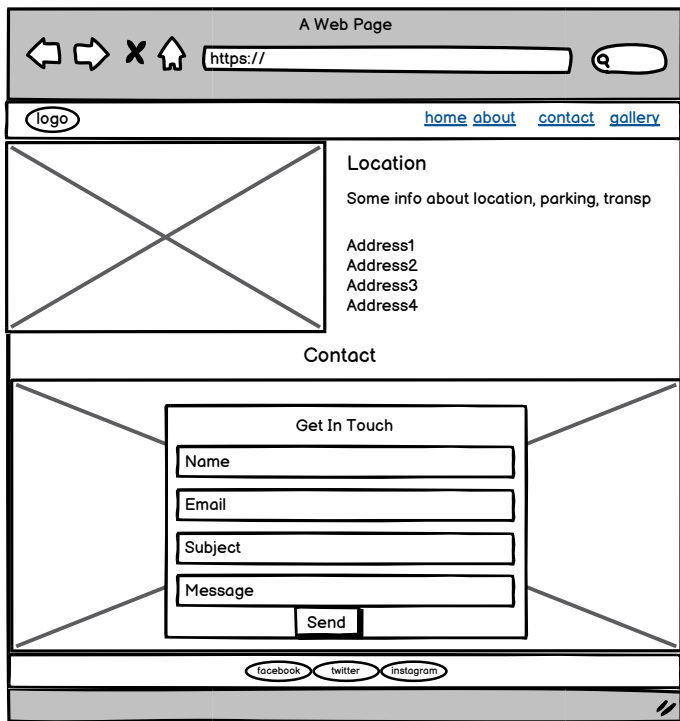 A Web Page
https://
logo home about contact gallery
Location
Some info about location, parking, transp
Address1
Address2
Address3
Address4
Contact
Get In Touch
Name
Email
Subject
Message
Send
facebook twitter instagram